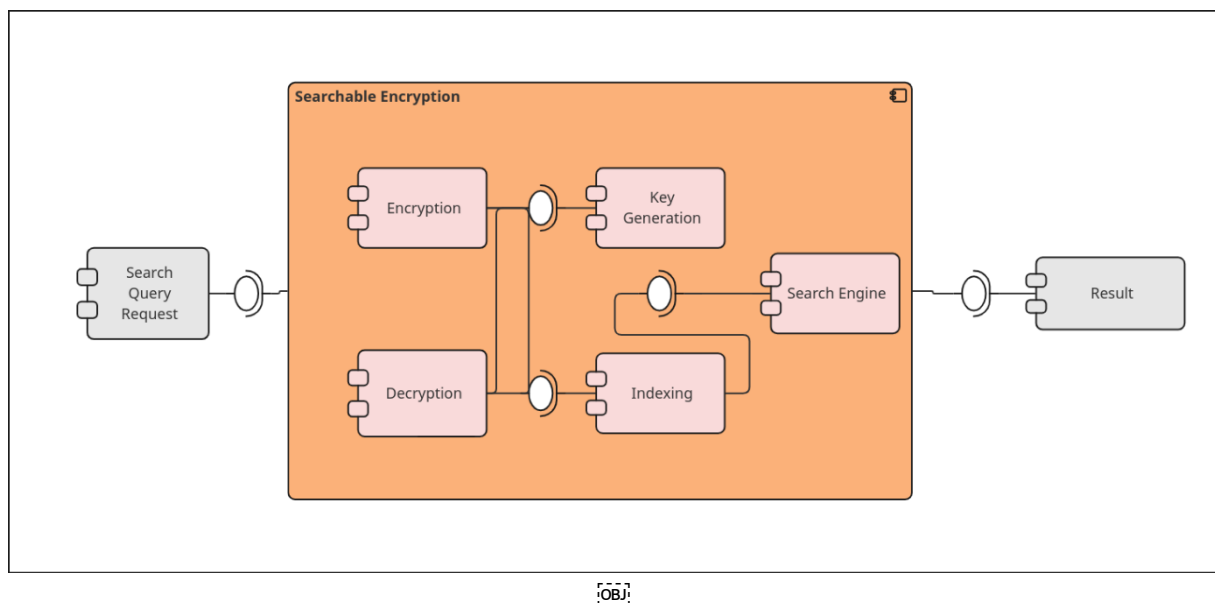 Searchable Encryption
Encryption
Key
Generation
Search
Query
Request
Search Engine
Result
Decryption
Indexing
OBJ